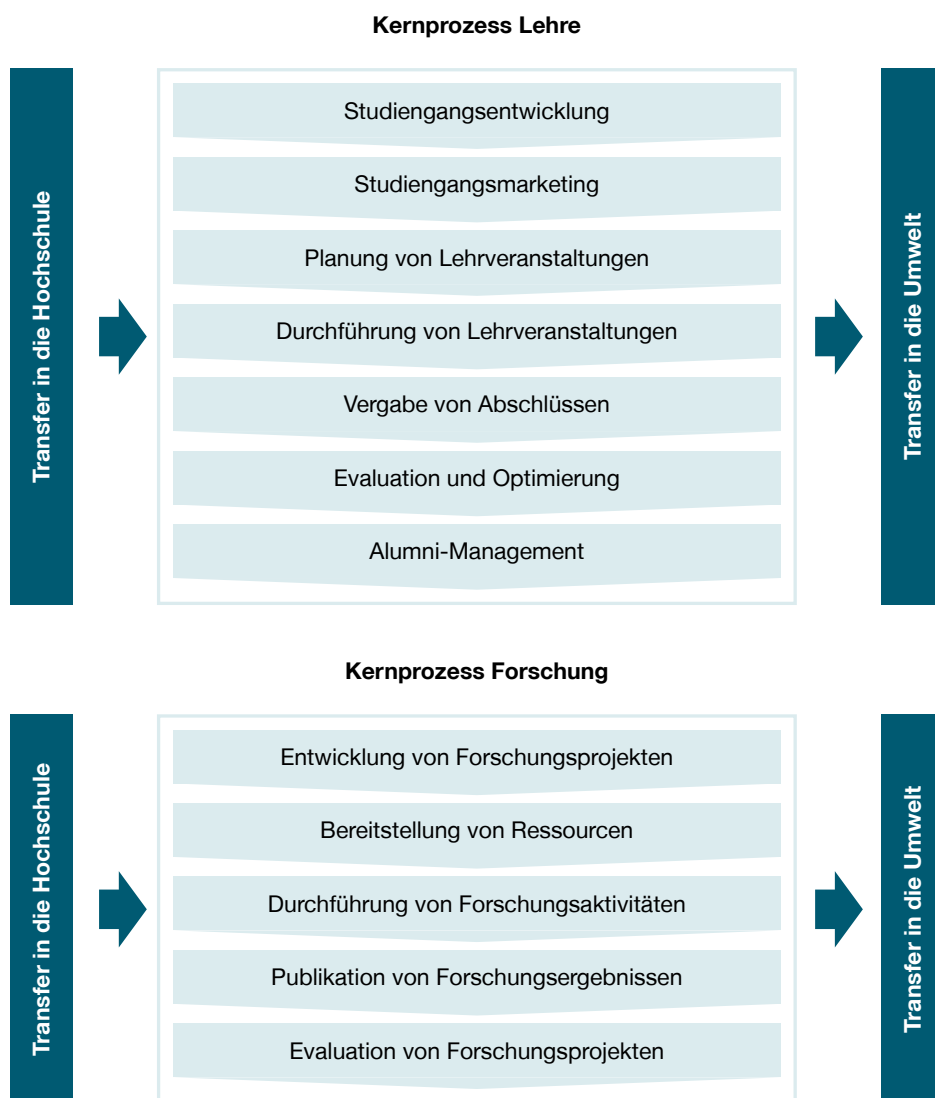 Kernprozess Lehre
Transfer in die Hochschule
Studiengangsentwicklung
Studiengangsmarketing
Planung von Lehrveranstaltungen
Durchführung von Lehrveranstaltungen
Vergabe von Abschlüssen
Evaluation und Optimierung
Alumni-Management
Transfer in die Umwelt
Kernprozess Forschung
Transfer in die Hochschule
Entwicklung von Forschungsprojekten
Bereitstellung von Ressourcen
Durchführung von Forschungsaktivitäten
Publikation von Forschungsergebnissen
Evaluation von Forschungsprojekten
Transfer in die Umwelt